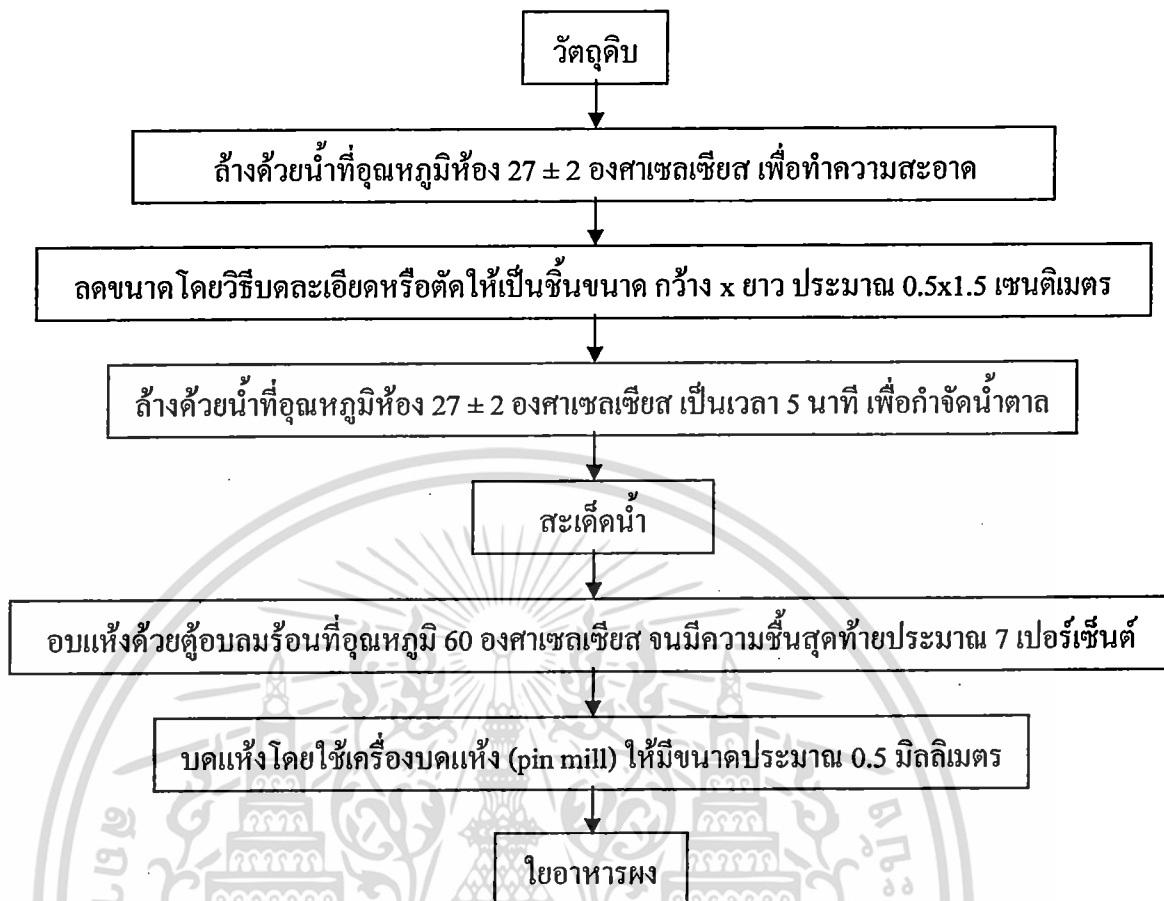 วัตถุดิบ
ล้างด้วยน้ำที่อุณหภูมิห้อง 27 ± 2 องศาเซลเซียส เพื่อทำความสะอาด
ลดขนาดโดยวิธีบดละเอียดหรือตัดให้เป็นชิ้นขนาด กว้าง x ยาว ประมาณ 0.5x1.5 เซนติเมตร
ล้างด้วยน้ำที่อุณหภูมิห้อง 27 ± 2 องศาเซลเซียส เป็นเวลา 5 นาที เพื่อกำจัดน้ำตาล
สะเด็ดน้ำ
อบแห้งด้วยตู้อบลมร้อนที่อุณหภูมิ 60 องศาเซลเซียส จนมีความชื้นสุดท้ายประมาณ 7 เปอร์เซ็นต์
บดแห้งโดยใช้เครื่องบดแห้ง (pin mill) ให้มีขนาดประมาณ 0.5 มิลลิเมตร
ใยอาหารผง